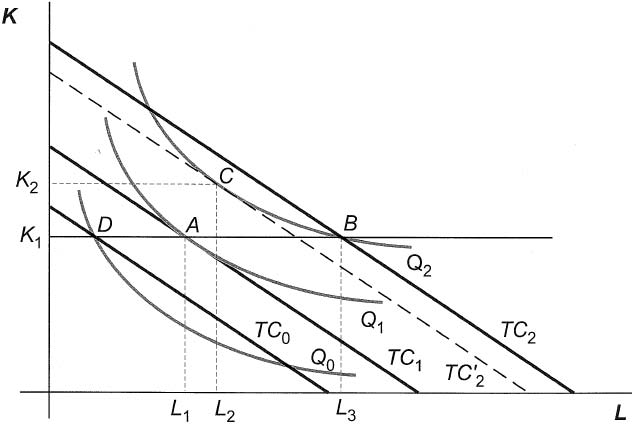 K
C
K₂
D
A
B
K₁
Q₂
Q₁
TC₀
Q₀
TC₁
TC′₂
TC₂
L₁
L₂
L₃
L